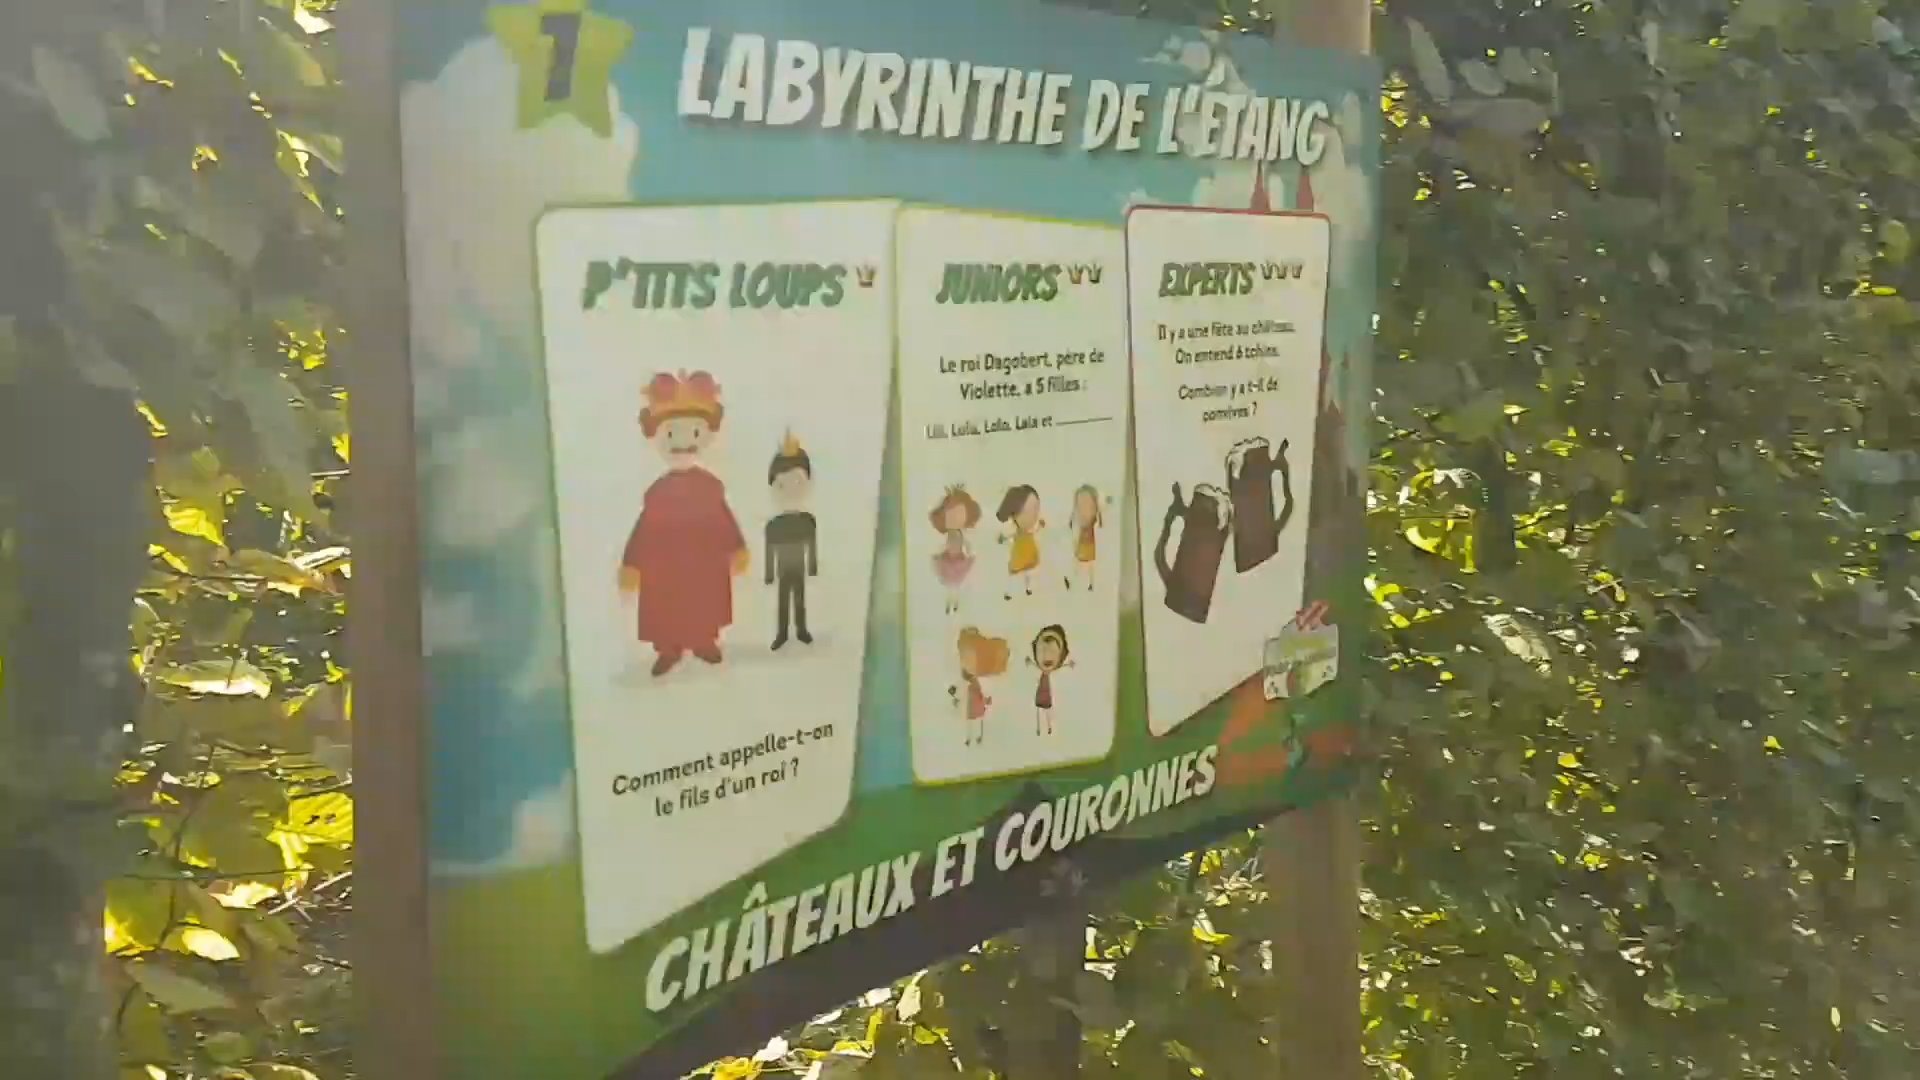 1
LABYRINTHE DE L'ÉTANG
P'TITS LOUPS
Comment appelle-t-on
le fils d'un roi ?
JUNIORS
Le roi Dagobert, père de
Violette, a 5 filles :
Lili, Lulu, Lolo, Lala et
EXPERTS
Il y a une fête au château.
On entend 6 tchins.
Combien y a t-il de
convives ?
CHÂTEAUX ET COURONNES